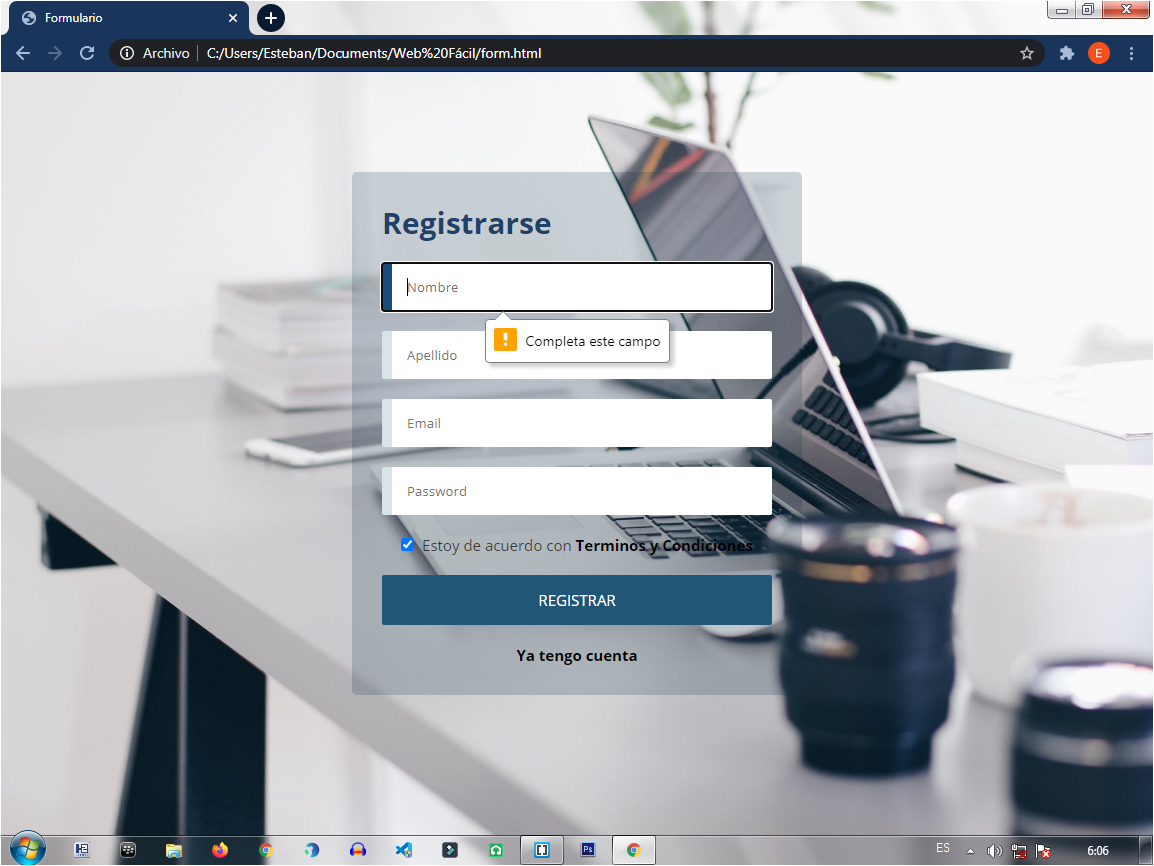 Formulario
Archivo C:/Users/Esteban/Documents/Web%20Fácil/form.html
E
Registrarse
Nombre
Completa este campo
Apellido
Email
Password
Estoy de acuerdo con Terminos y Condiciones
REGISTRAR
Ya tengo cuenta
Ps
ES
6:06